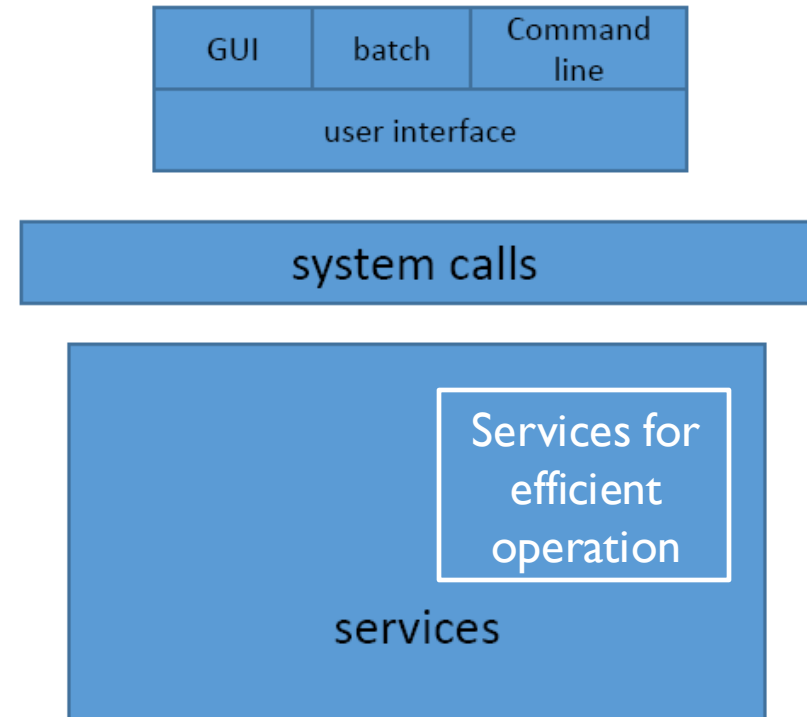 GUI
batch
Command
line
user interface
system calls
Services for
efficient
operation
services